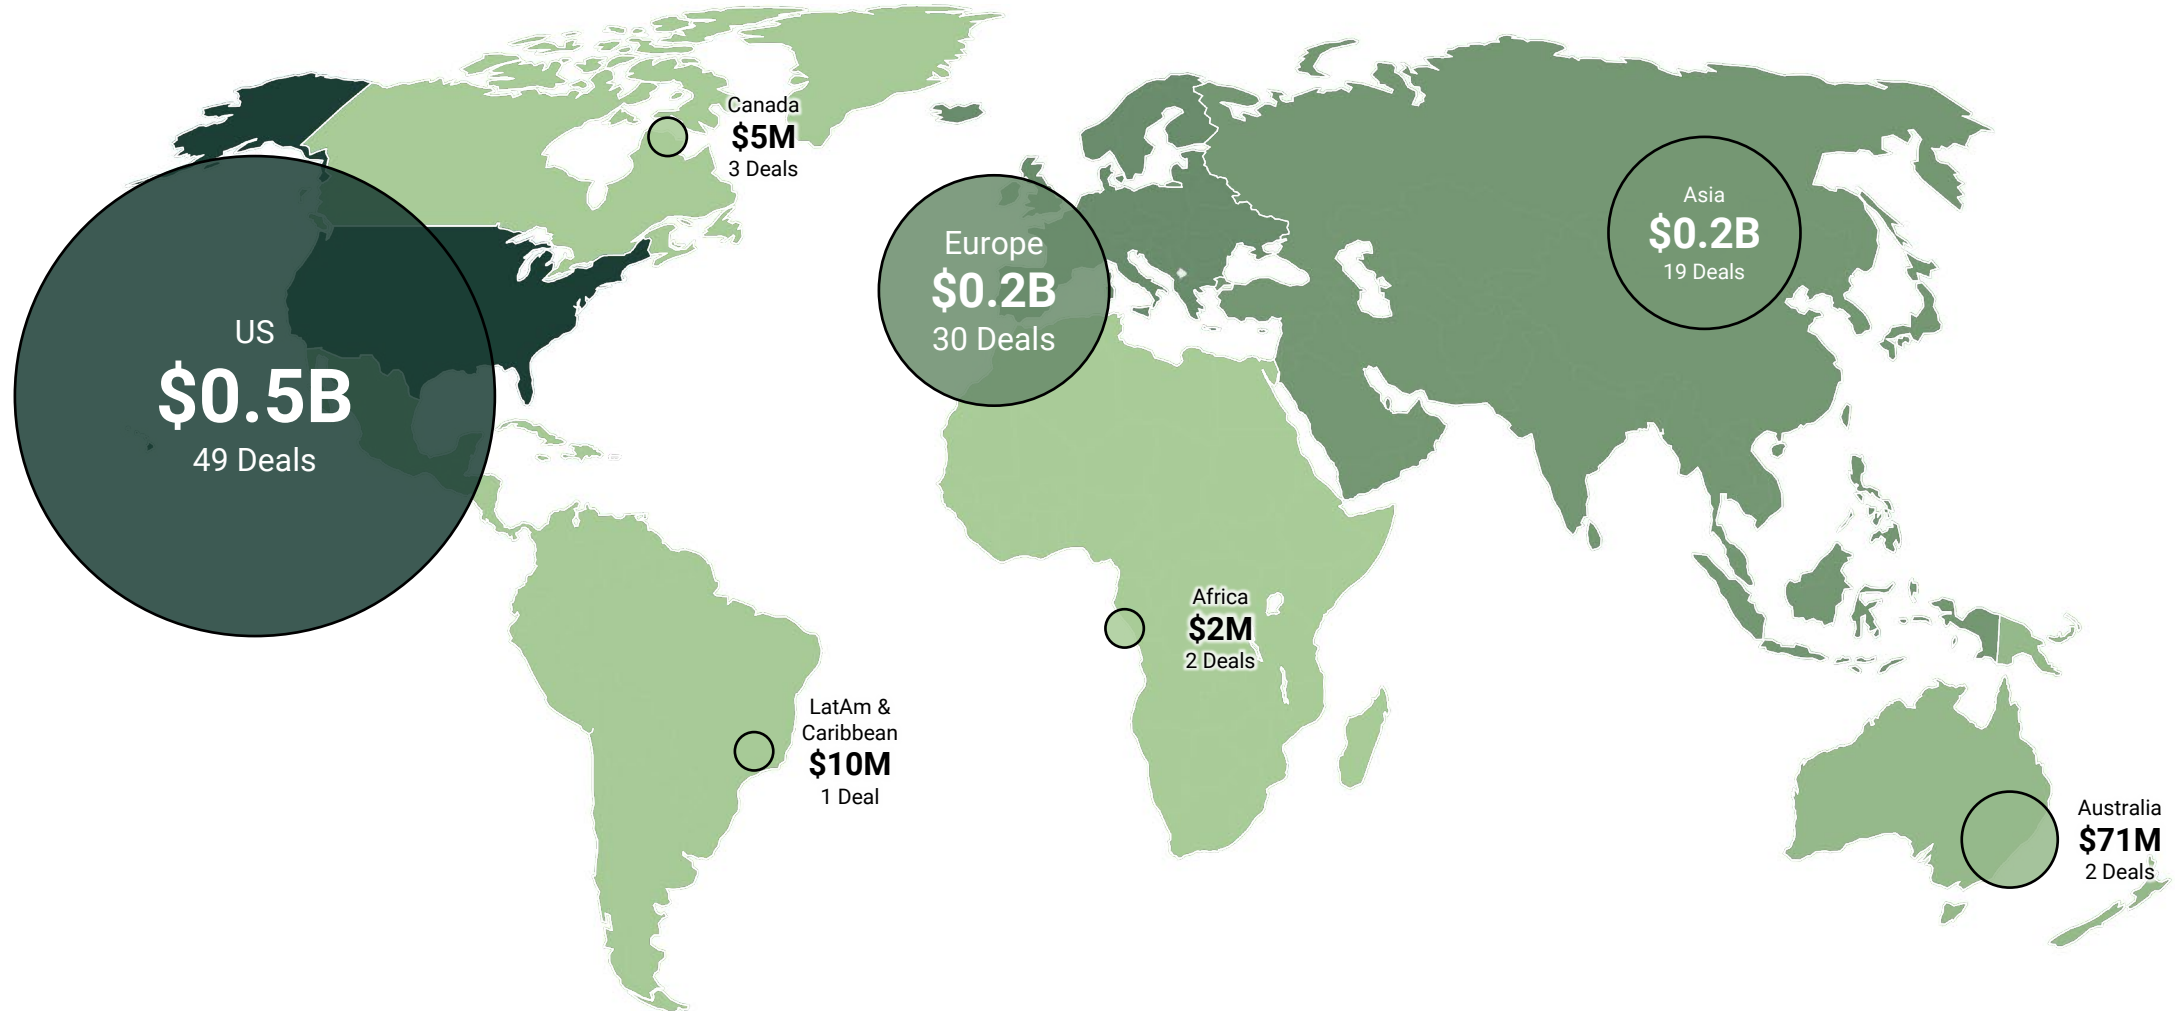 Canada
$5M
3 Deals
US
$0.5B
49 Deals
Europe
$0.2B
30 Deals
Asia
$0.2B
19 Deals
Africa
$2M
2 Deals
LatAm &
Caribbean
$10M
1 Deal
Australia
$71M
2 Deals